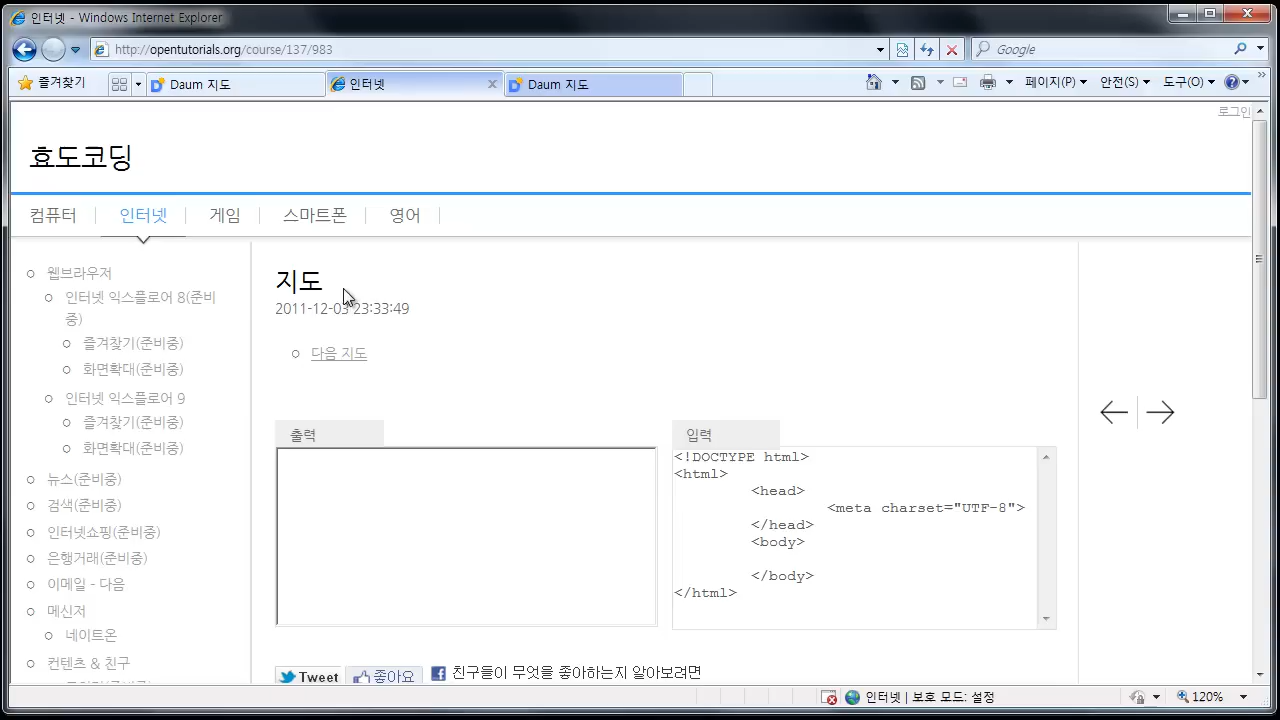 인터넷 - Windows Internet Explorer
http://opentutorials.org/course/137/983
Google
즐겨찾기
Daum 지도
인터넷
Daum 지도
페이지(P)
안전(S)
도구(O)
로그인
효도코딩
컴퓨터
인터넷
게임
스마트폰
영어
웹브라우저
인터넷 익스플로어 8(준비
중)
즐겨찾기(준비중)
화면확대(준비중)
인터넷 익스플로어 9
즐겨찾기(준비중)
화면확대(준비중)
뉴스(준비중)
검색(준비중)
인터넷쇼핑(준비중)
은행거래(준비중)
이메일 - 다음
메신저
네이트온
컨텐츠 & 친구
지도
2011-12-03 23:33:49
다음 지도
출력
입력
<!DOCTYPE html>
<html>
<head>
<meta charset="UTF-8">
</head>
<body>
</body>
</html>
Tweet
좋아요
친구들이 무엇을 좋아하는지 알아보려면
인터넷 | 보호 모드: 설정
120%